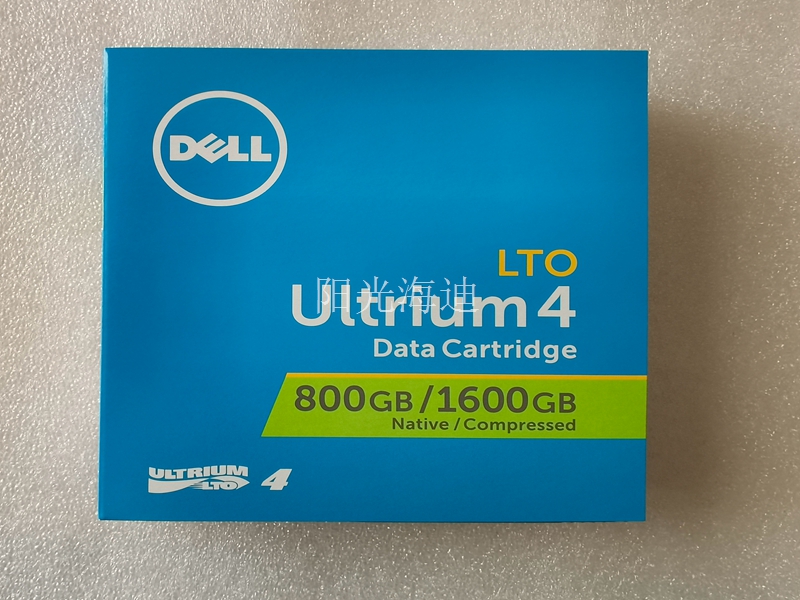 DELL
LTO
Ultrium 4
阳光海迪
Data Cartridge
800GB/1600GB
Native/Compressed
ULTRIUM
LTO 4